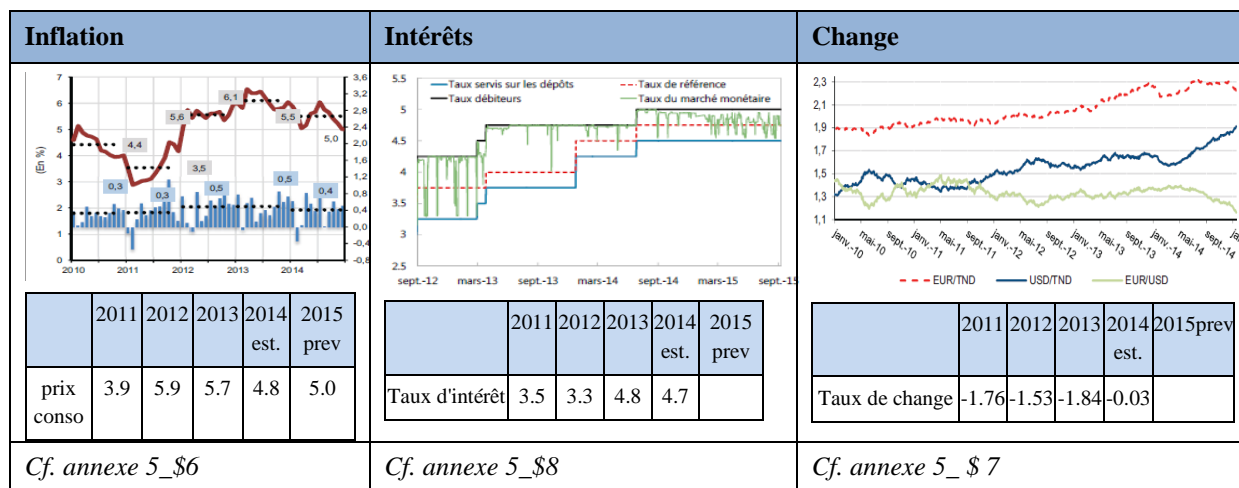 Inflation
Intérêts
Change
7
6
5
4
3
2
1
0
(En %)
3,6
3,2
2,8
2,4
2,0
1,6
1,2
0,8
0,4
0,0
-0,4
-0,8
4,4
3,5
5,6
6,1
5,5
5,0
0,3
0,3
0,5
0,5
0,4
2010 2011 2012 2013 2014
2011 2012 2013 2014 est. 2015 prev
prix conso 3.9 5.9 5.7 4.8 5.0
Taux servis sur les dépôts
Taux de référence
Taux débiteurs
Taux du marché monétaire
5.5
5
4.5
4
3.5
3
2.5
sept.-12 mars-13 sept.-13 mars-14 sept.-14 mars-15 sept.-15
2011 2012 2013 2014 est. 2015 prev
Taux d'intérêt 3.5 3.3 4.8 4.7
2,3
2,1
1,9
1,7
1,5
1,3
1,1
janv.-10 mai-10 sept.-10 janv.-11 mai-11 sept.-11 janv.-12 mai-12 sept.-12 janv.-13 mai-13 sept.-13 janv.-14 mai-14 sept.-14
EUR/TND USD/TND EUR/USD
2011 2012 2013 2014 est. 2015prev
Taux de change -1.76 -1.53 -1.84 -0.03
Cf. annexe 5_$6
Cf. annexe 5_$8
Cf. annexe 5_ $ 7